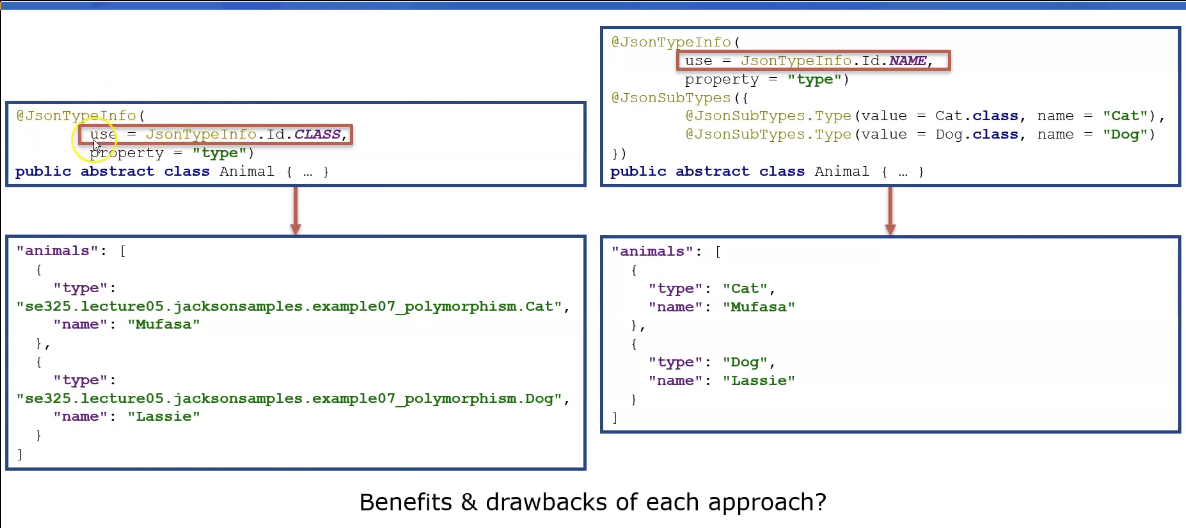 @JsonTypeInfo(
use = JsonTypeInfo.Id.CLASS,
property = "type")
public abstract class Animal { … }
"animals": [
{
"type":
"se325.lecture05.jacksonsamples.example07_polymorphism.Cat",
"name": "Mufasa"
},
{
"type":
"se325.lecture05.jacksonsamples.example07_polymorphism.Dog",
"name": "Lassie"
}
]
@JsonTypeInfo(
use = JsonTypeInfo.Id.NAME,
property = "type")
@JsonSubTypes({
@JsonSubTypes.Type(value = Cat.class, name = "Cat"),
@JsonSubTypes.Type(value = Dog.class, name = "Dog")
})
public abstract class Animal { … }
"animals": [
{
"type": "Cat",
"name": "Mufasa"
},
{
"type": "Dog",
"name": "Lassie"
}
]
Benefits & drawbacks of each approach?